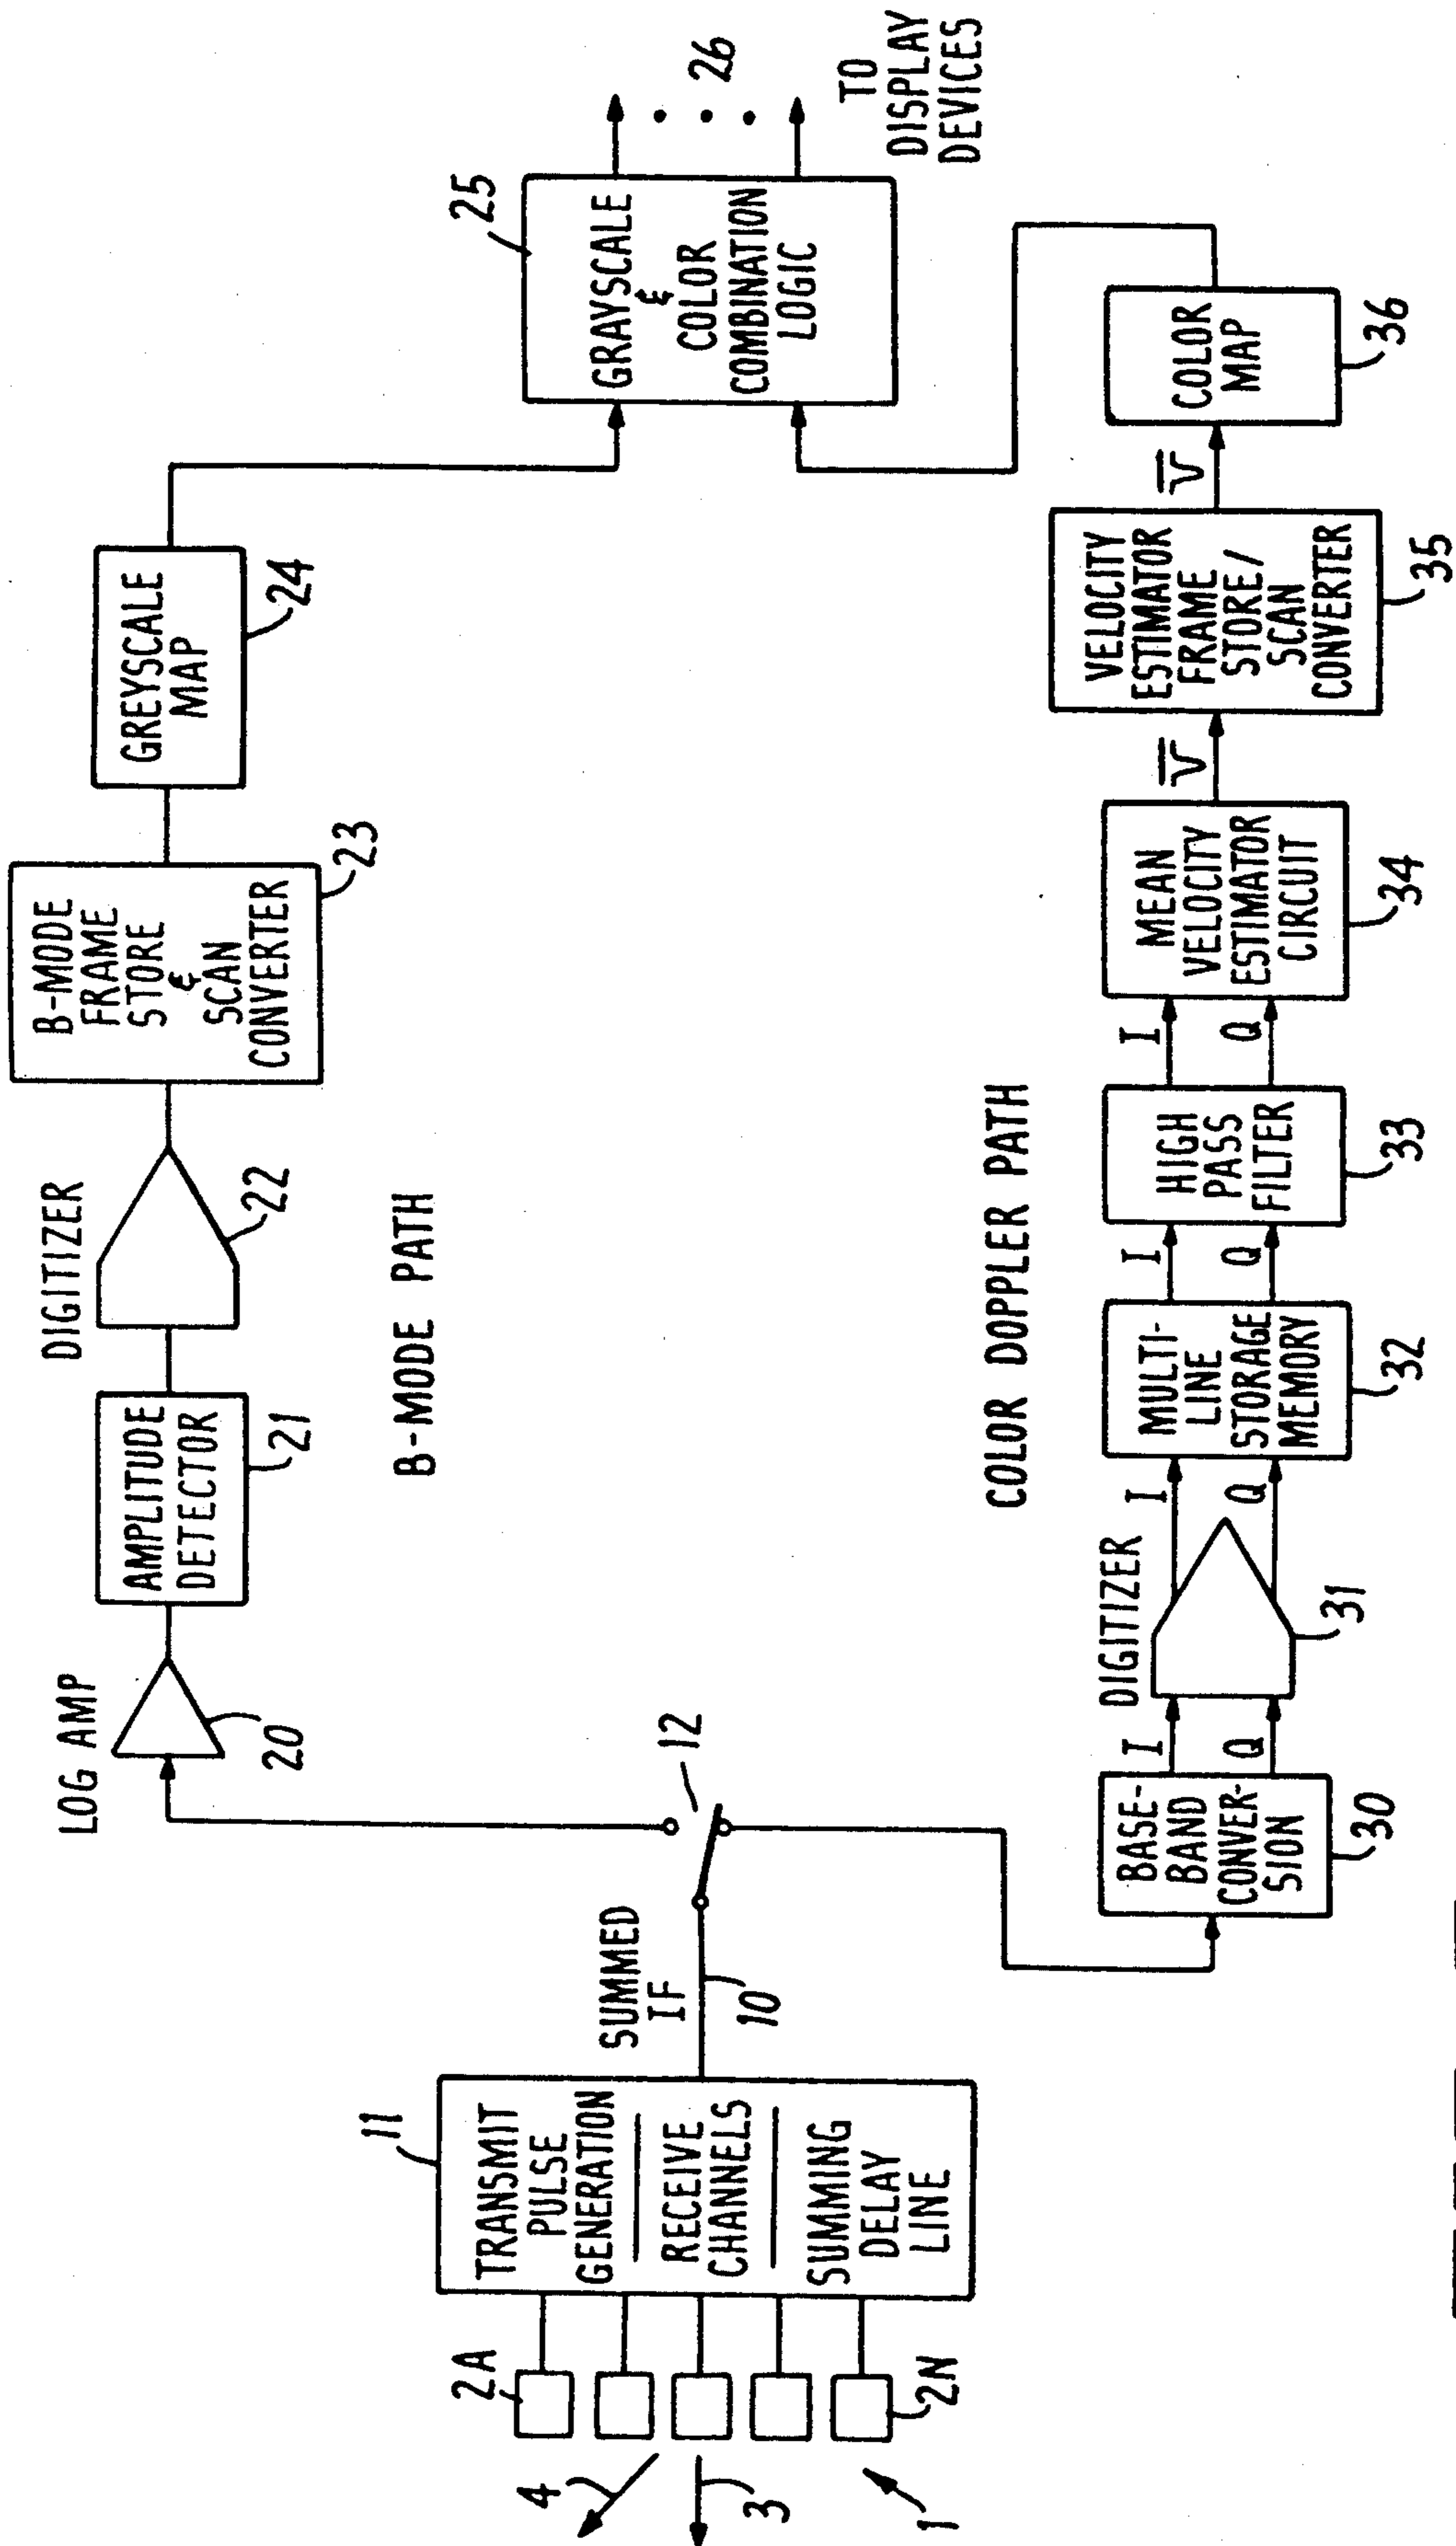 LOG AMP
20
AMPLITUDE
DETECTOR
21
DIGITIZER
22
B-MODE
FRAME
STORE
&
SCAN
CONVERTER
23
GREYSCALE
MAP
24
B-MODE PATH
GRAYSCALE
&
COLOR
COMBINATION
LOGIC
25
26
TO
DISPLAY
DEVICES
1
2A
2N
3
4
11
TRANSMIT
PULSE
GENERATION
RECEIVE
CHANNELS
SUMMING
DELAY
LINE
SUMMED
IF
10
12
COLOR DOPPLER PATH
BASE-
BAND
CONVER-
SION
30
I
Q
DIGITIZER
31
I
Q
MULTI-
LINE
STORAGE
MEMORY
32
I
Q
HIGH
PASS
FILTER
33
I
Q
MEAN
VELOCITY
ESTIMATOR
CIRCUIT
34
V̅
VELOCITY
ESTIMATOR
FRAME
STORE/
SCAN
CONVERTER
35
V̅
COLOR
MAP
36